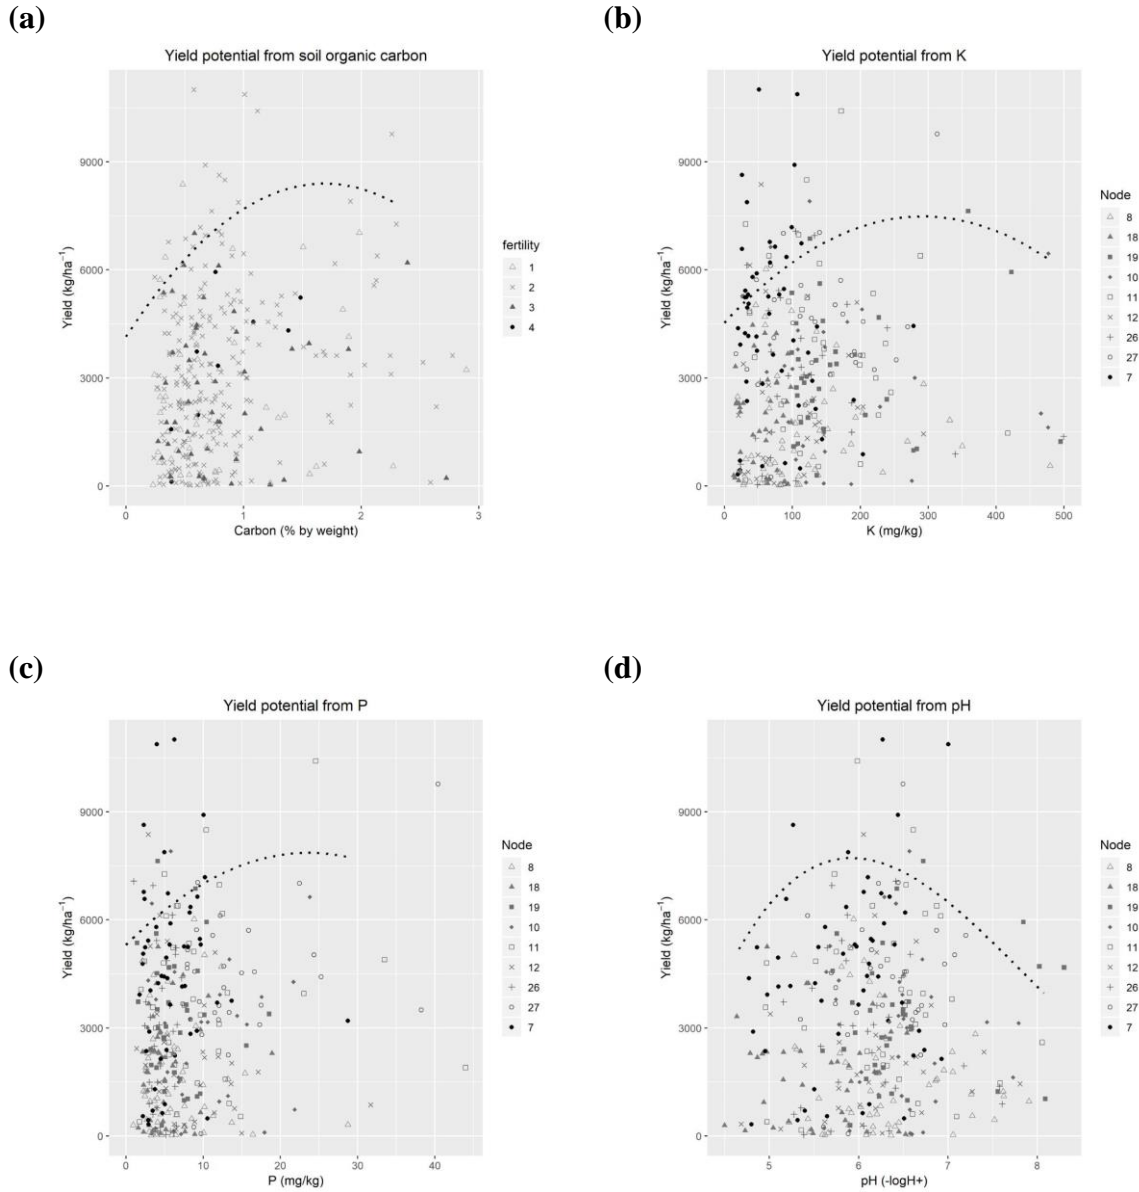 (a)
Yield potential from soil organic carbon
Yield (kg/ha⁻¹)
9000
6000
3000
0
0 1 2 3
Carbon (% by weight)
fertility
1
2
3
4
(b)
Yield potential from K
Yield (kg/ha⁻¹)
9000
6000
3000
0
0 100 200 300 400 500
K (mg/kg)
Node
8
18
19
10
11
12
26
27
7
(c)
Yield potential from P
Yield (kg/ha⁻¹)
9000
6000
3000
0
0 10 20 30 40
P (mg/kg)
Node
8
18
19
10
11
12
26
27
7
(d)
Yield potential from pH
Yield (kg/ha⁻¹)
9000
6000
3000
0
5 6 7 8
pH (-logH+)
Node
8
18
19
10
11
12
26
27
7